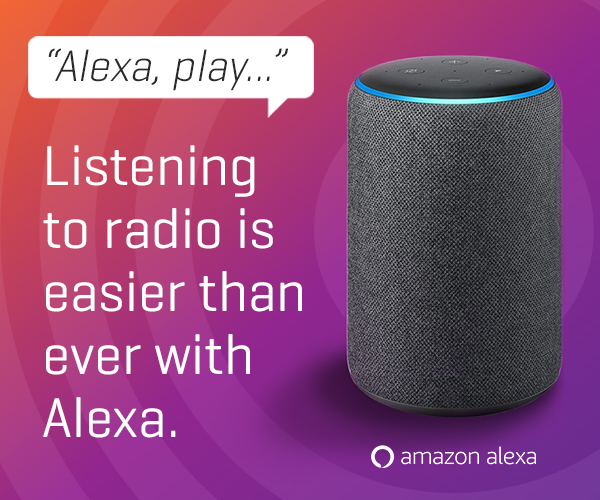 “Alexa, play...”
Listening
to radio is
easier than
ever with
Alexa.
amazon alexa